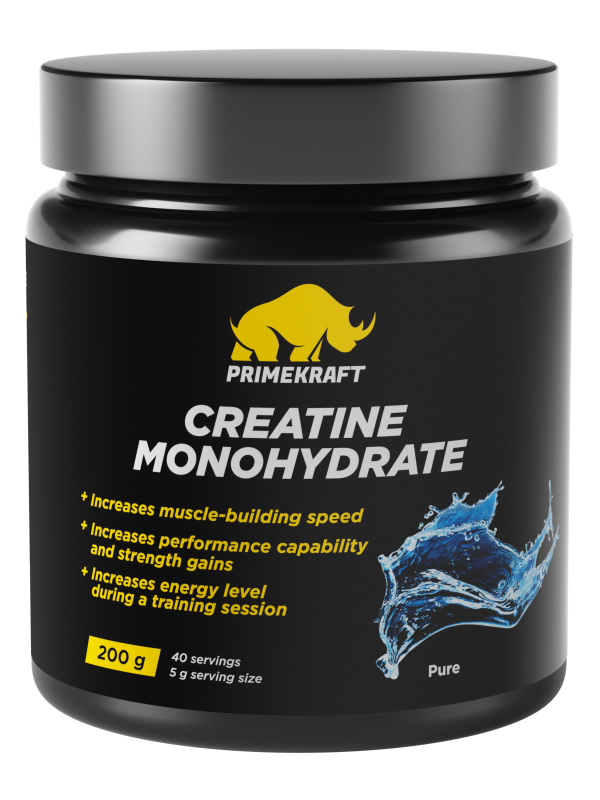 PRIMEKRAFT
CREATINE
MONOHYDRATE
+ Increases muscle-building speed
+ Increases performance capability
and strength gains
+ Increases energy level
during a training session
200 g
40 servings
5 g serving size
Pure